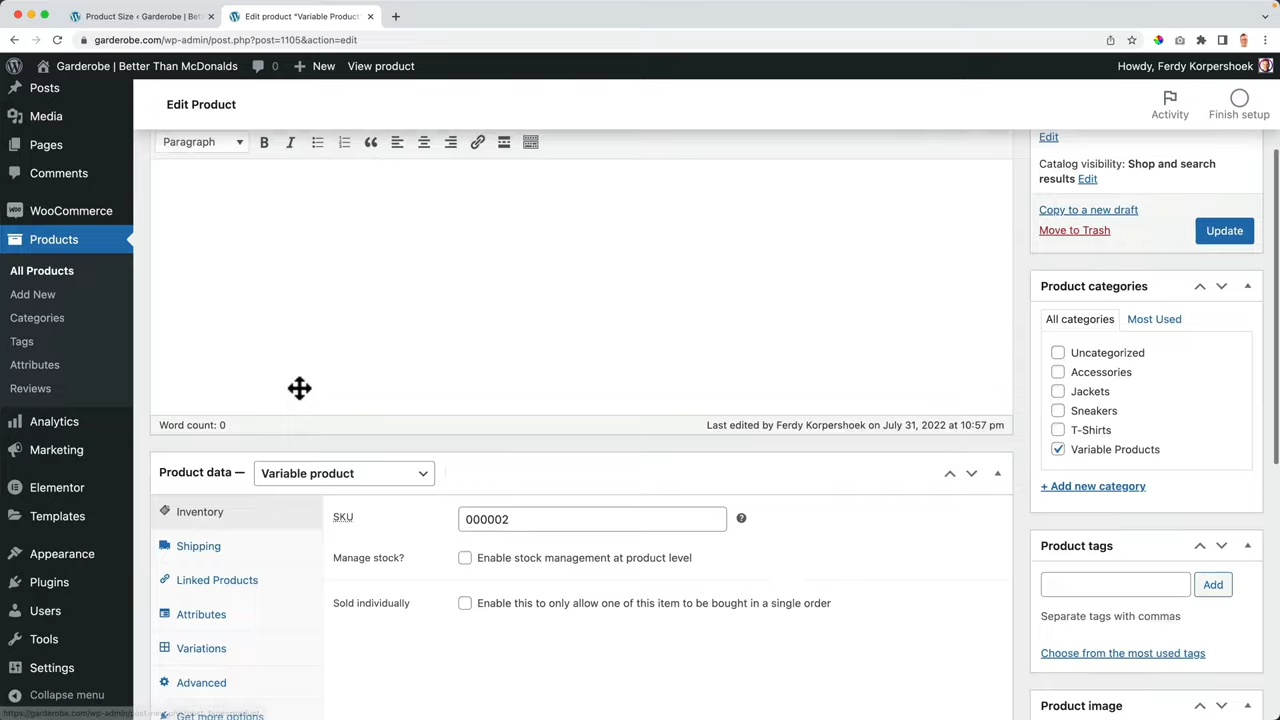 Product Size ‹ Garderobe | Bet
Edit product "Variable Product"
garderobe.com/wp-admin/post.php?post=1105&action=edit
Garderobe | Better Than McDonalds
0
New
View product
Howdy, Ferdy Korpershoek
Posts
Media
Pages
Comments
WooCommerce
Products
All Products
Add New
Categories
Tags
Attributes
Reviews
Analytics
Marketing
Elementor
Templates
Appearance
Plugins
Users
Tools
Settings
Collapse menu
Edit Product
Activity
Finish setup
Paragraph
B
I
Word count: 0
Last edited by Ferdy Korpershoek on July 31, 2022 at 10:57 pm
Product data —
Variable product
Inventory
Shipping
Linked Products
Attributes
Variations
Advanced
Get more options
SKU
000002
Manage stock?
Enable stock management at product level
Sold individually
Enable this to only allow one of this item to be bought in a single order
Edit
Catalog visibility: Shop and search
results Edit
Copy to a new draft
Move to Trash
Update
Product categories
All categories
Most Used
Uncategorized
Accessories
Jackets
Sneakers
T-Shirts
Variable Products
+ Add new category
Product tags
Add
Separate tags with commas
Choose from the most used tags
Product image